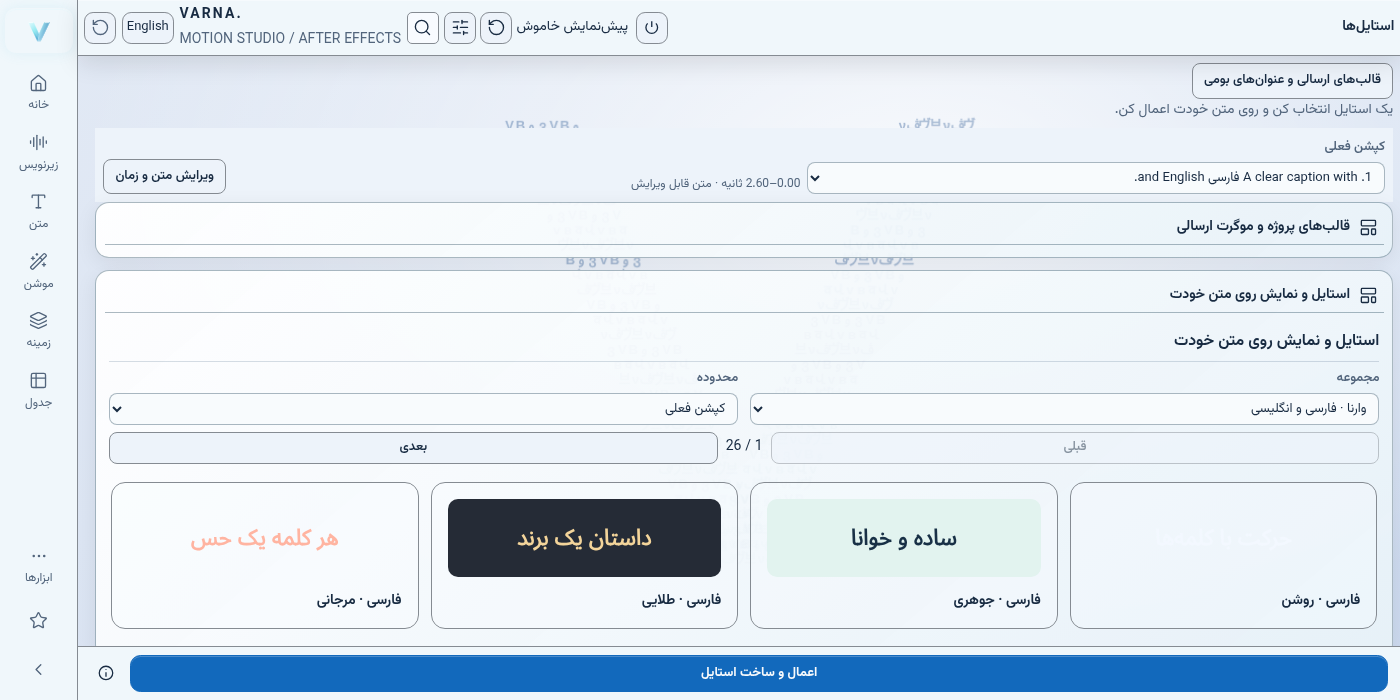 استایل‌ها
پیش‌نمایش خاموش
VARNA.
MOTION STUDIO / AFTER EFFECTS
English
خانه
زیرنویس
متن
موشن
زمینه
جدول
ابزارها
قالب‌های ارسالی و عنوان‌های بومی
یک استایل انتخاب کن و روی متن خودت اعمال کن.
کپشن فعلی
1. A clear caption with فارسی and English.
0.00–2.60 ثانیه · متن قابل ویرایش
ویرایش متن و زمان
قالب‌های پروژه و موگرت ارسالی
استایل و نمایش روی متن خودت
استایل و نمایش روی متن خودت
مجموعه
محدوده
وارنا · فارسی و انگلیسی
کپشن فعلی
قبلی
1 / 26
بعدی
ساده و خوانا
داستان یک برند
هر کلمه یک حس
فارسی · روشن
فارسی · جوهری
فارسی · طلایی
فارسی · مرجانی
اعمال و ساخت استایل